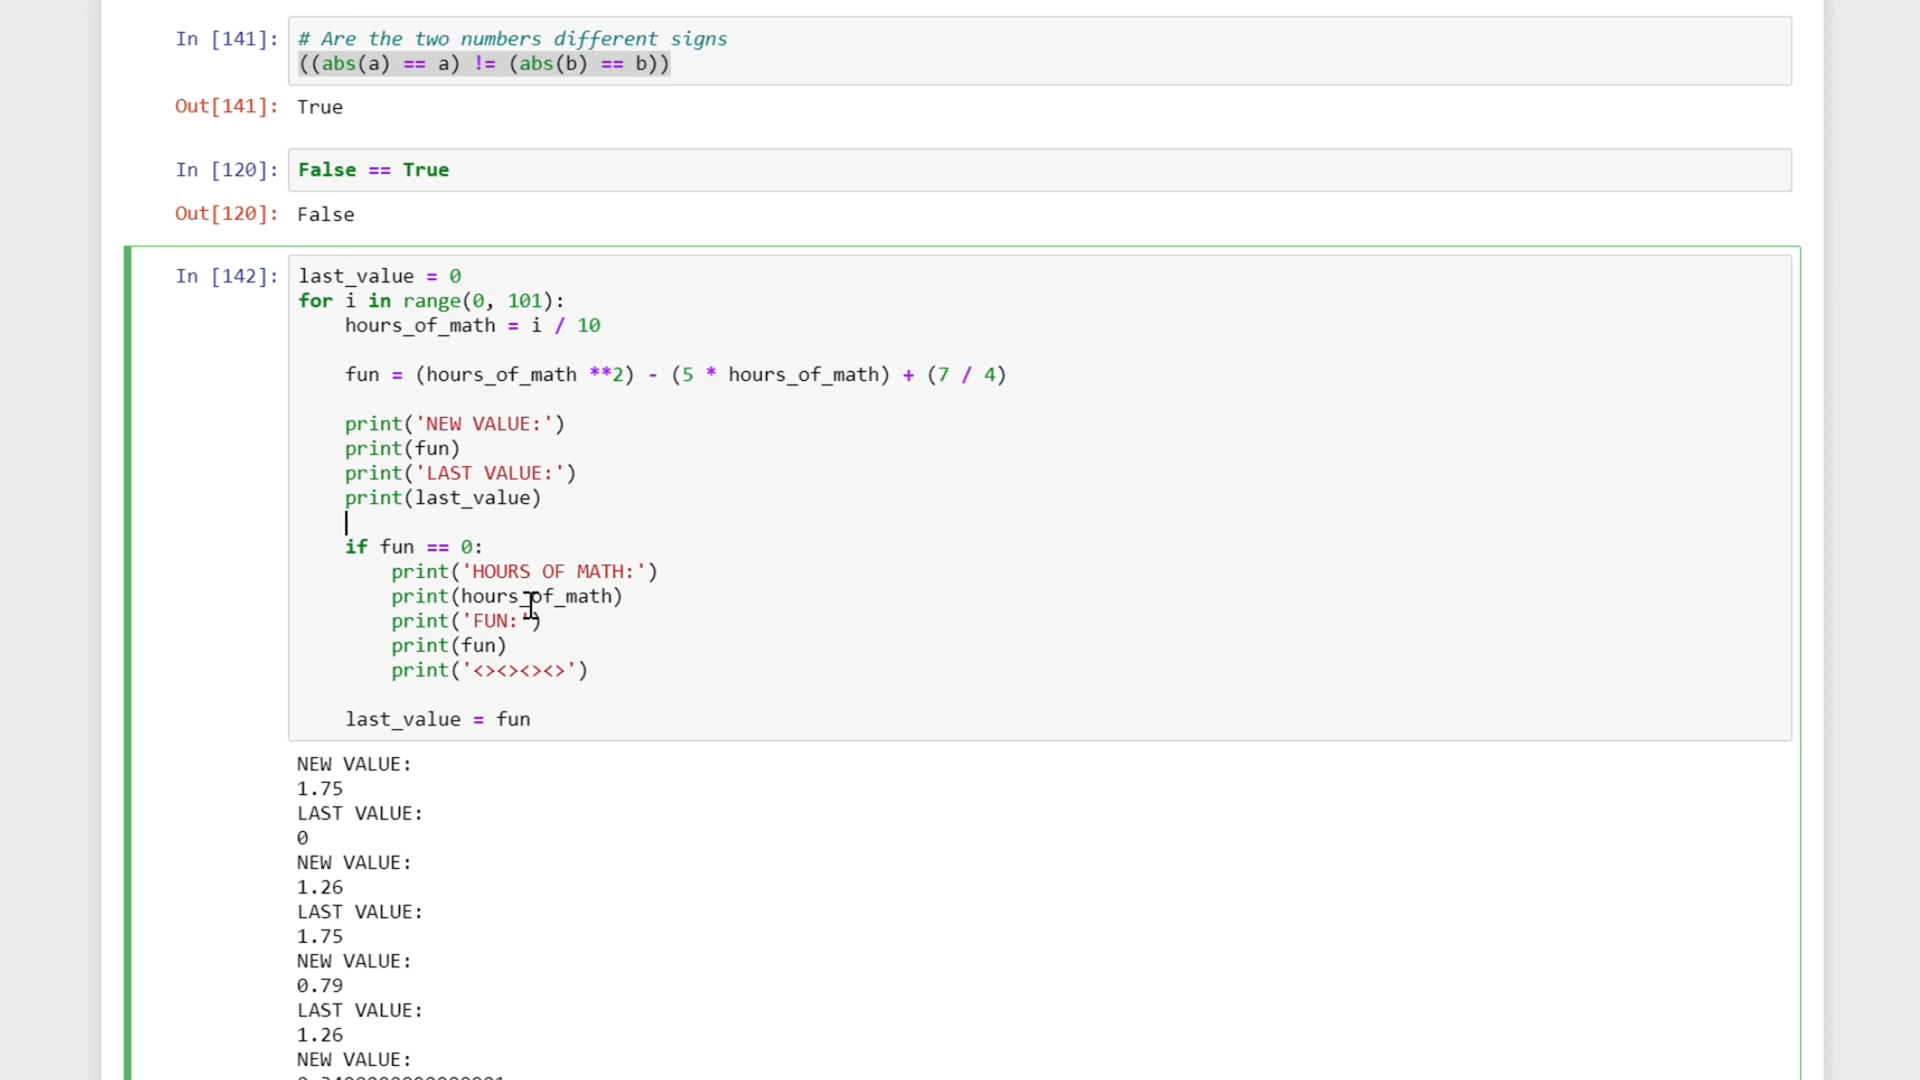 In [141]: # Are the two numbers different signs
((abs(a) == a) != (abs(b) == b))
Out[141]: True
In [120]: False == True
Out[120]: False
In [142]: last_value = 0
for i in range(0, 101):
    hours_of_math = i / 10
    fun = (hours_of_math **2) - (5 * hours_of_math) + (7 / 4)
    print('NEW VALUE:')
    print(fun)
    print('LAST VALUE:')
    print(last_value)
    if fun == 0:
        print('HOURS OF MATH:')
        print(hours_of_math)
        print('FUN:')
        print(fun)
        print('<><><><>')
    last_value = fun
NEW VALUE:
1.75
LAST VALUE:
0
NEW VALUE:
1.26
LAST VALUE:
1.75
NEW VALUE:
0.79
LAST VALUE:
1.26
NEW VALUE: